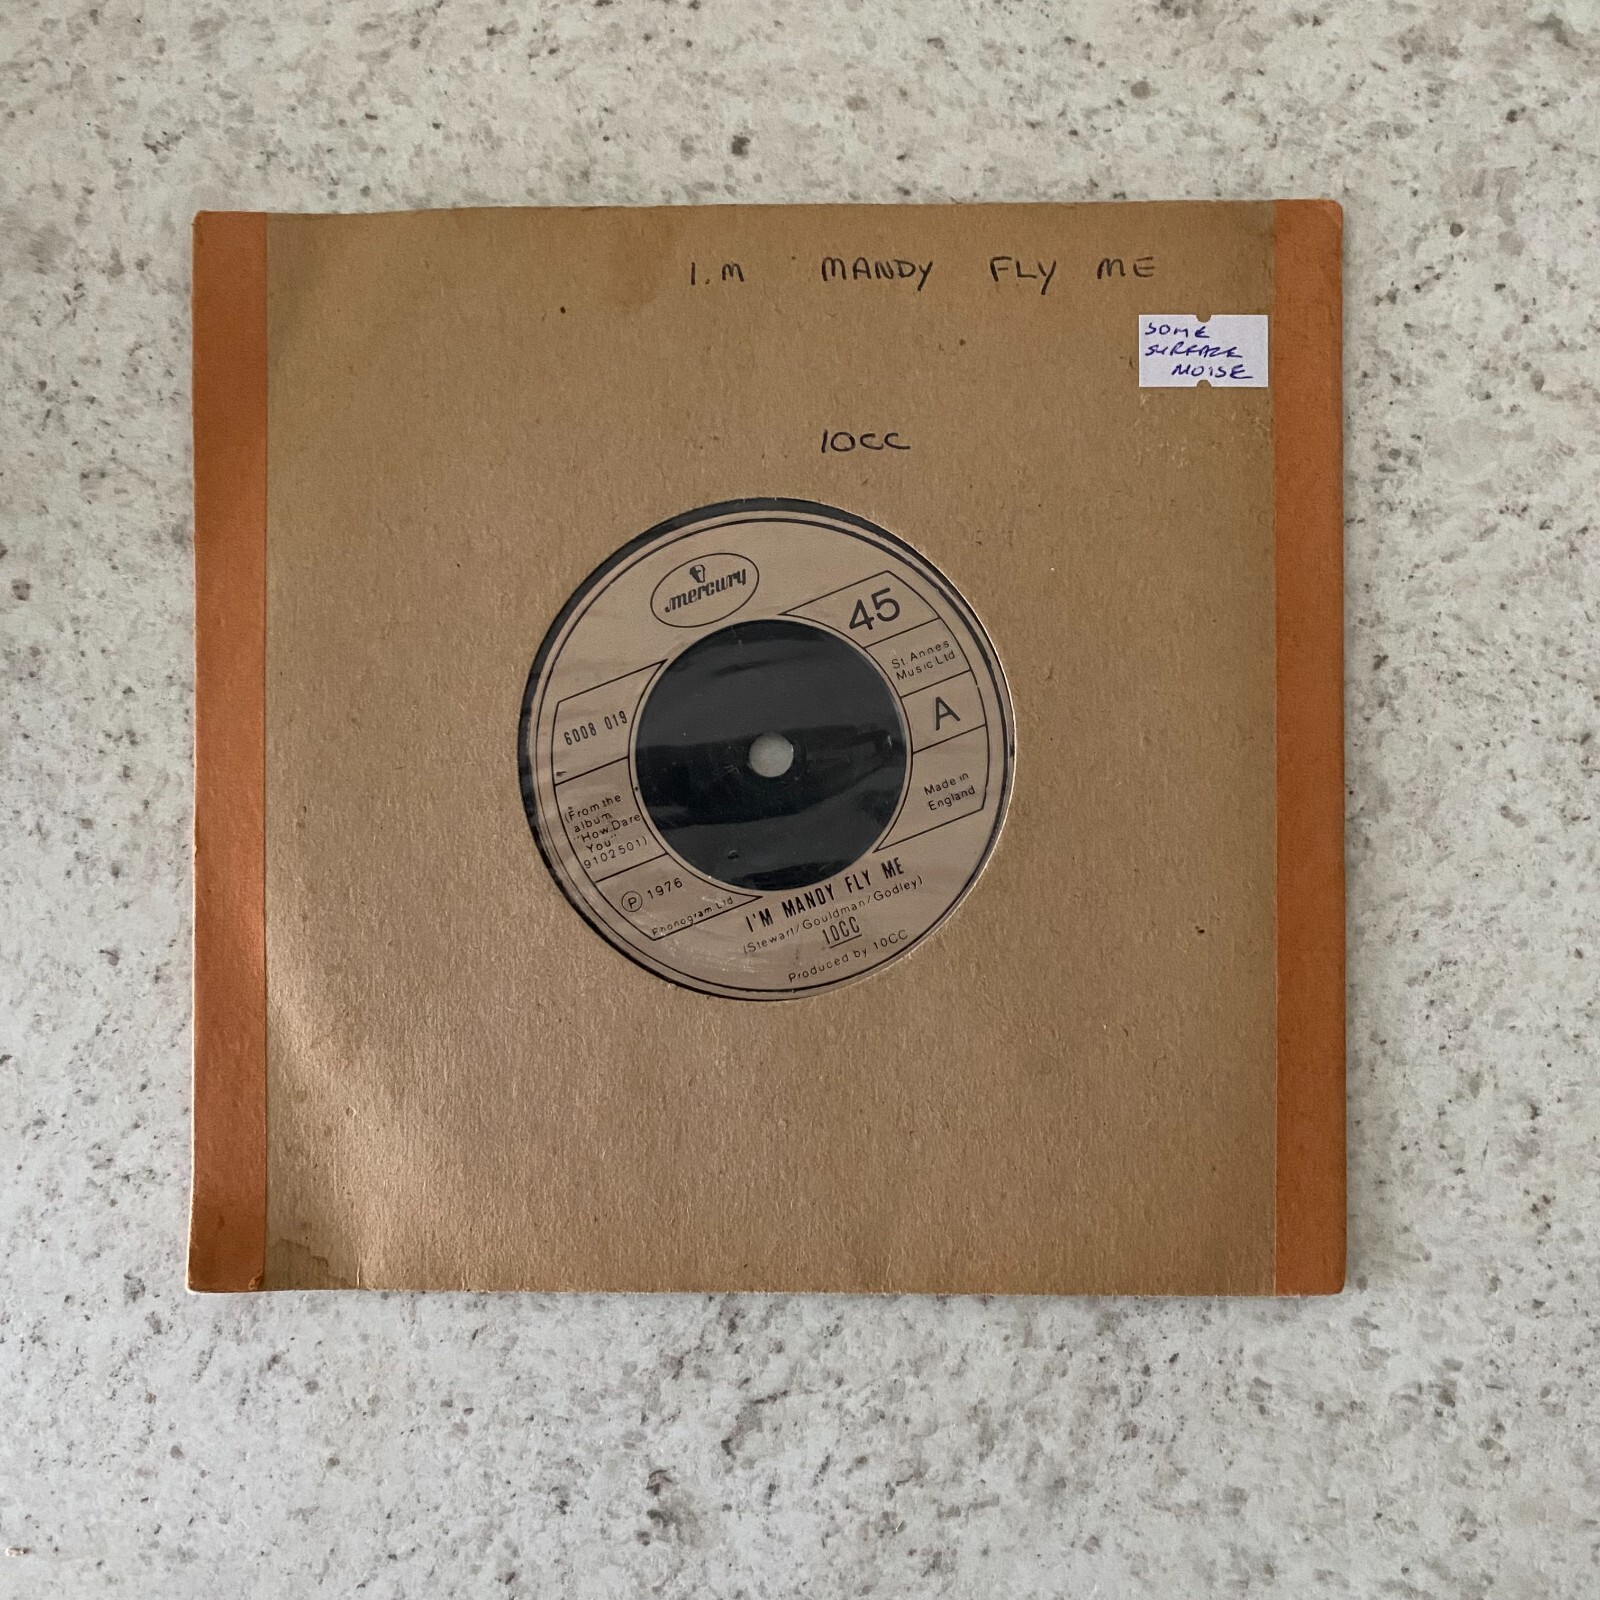 I.M MANDY FLY ME
SOME
SURFACE
NOISE
10CC
mercury
45
St. Annes
Music Ltd
A
Made in
England
6008 019
(From the
album
"How Dare
You"
9102 501)
Ⓟ 1976
Phonogram Ltd
I'M MANDY FLY ME
(Stewart/Gouldman/Godley)
10CC
Produced by 10CC